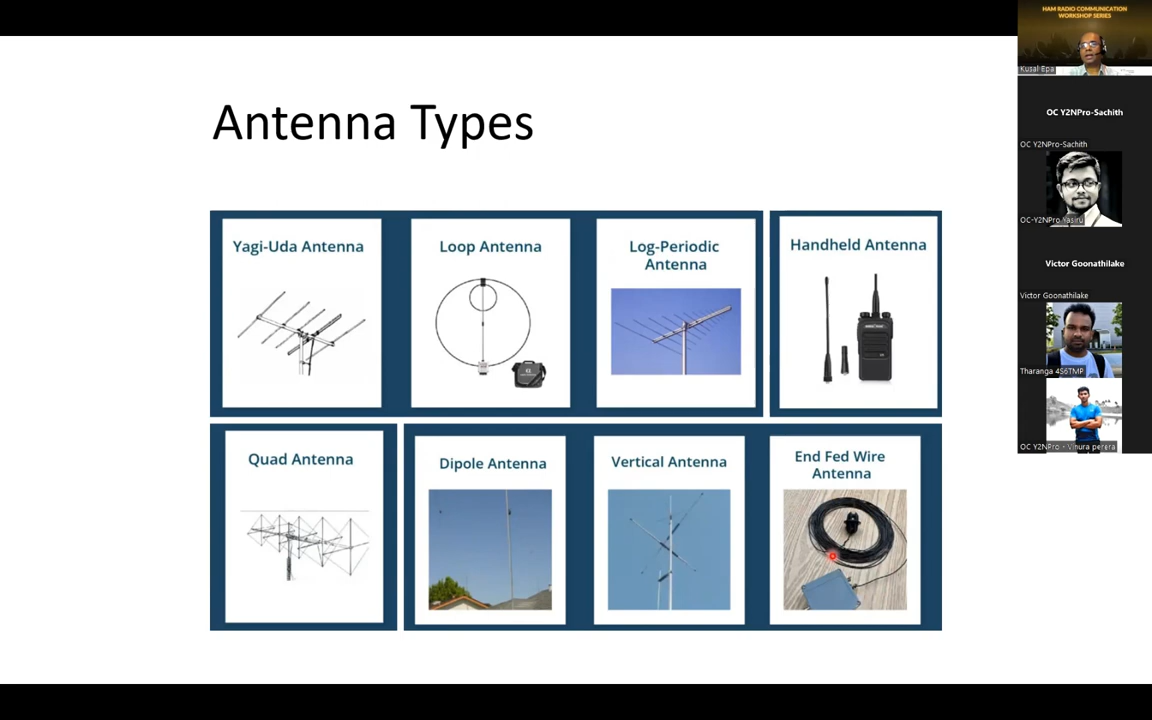 Antenna Types
Yagi-Uda Antenna
Loop Antenna
Log-Periodic
Antenna
Handheld Antenna
Quad Antenna
Dipole Antenna
Vertical Antenna
End Fed Wire
Antenna
HAM RADIO COMMUNICATION
WORKSHOP SERIES
Kusal Epa
OC Y2NPro-Sachith
OC Y2NPro-Sachith
OC-Y2NPro Yasiru
Victor Goonathilake
Victor Goonathilake
Tharanga 4S6TMP
OC Y2NPro - Vinura perera